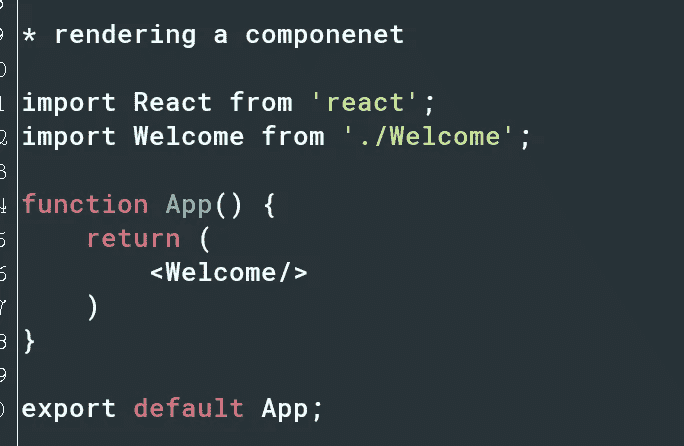 * rendering a componenet
import React from 'react';
import Welcome from './Welcome';
function App() {
return (
<Welcome/>
)
}
export default App;